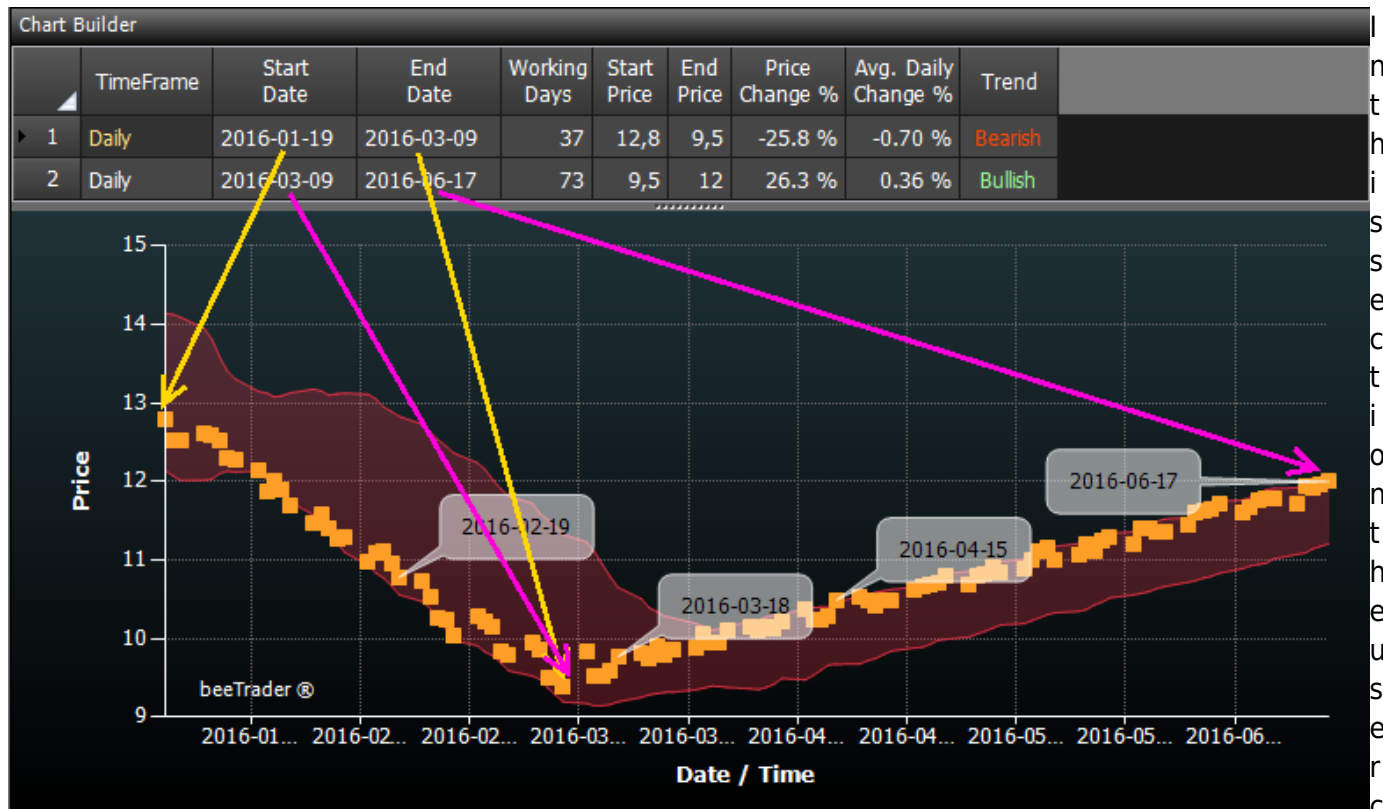 Chart Builder
TimeFrame Start Date End Date Working Days Start Price End Price Price Change % Avg. Daily Change % Trend
1 Daily 2016-01-19 2016-03-09 37 12,8 9,5 -25.8 % -0.70 % Bearish
2 Daily 2016-03-09 2016-06-17 73 9,5 12 26.3 % 0.36 % Bullish
15
14
13
12
11
10
9
Price
2016-02-19
2016-03-18
2016-04-15
2016-06-17
beeTrader ®
2016-01... 2016-02... 2016-02... 2016-03... 2016-03... 2016-04... 2016-04... 2016-05... 2016-05... 2016-06...
Date / Time
I
n
t
h
i
s
s
e
c
t
i
o
n
t
h
e
u
s
e
r